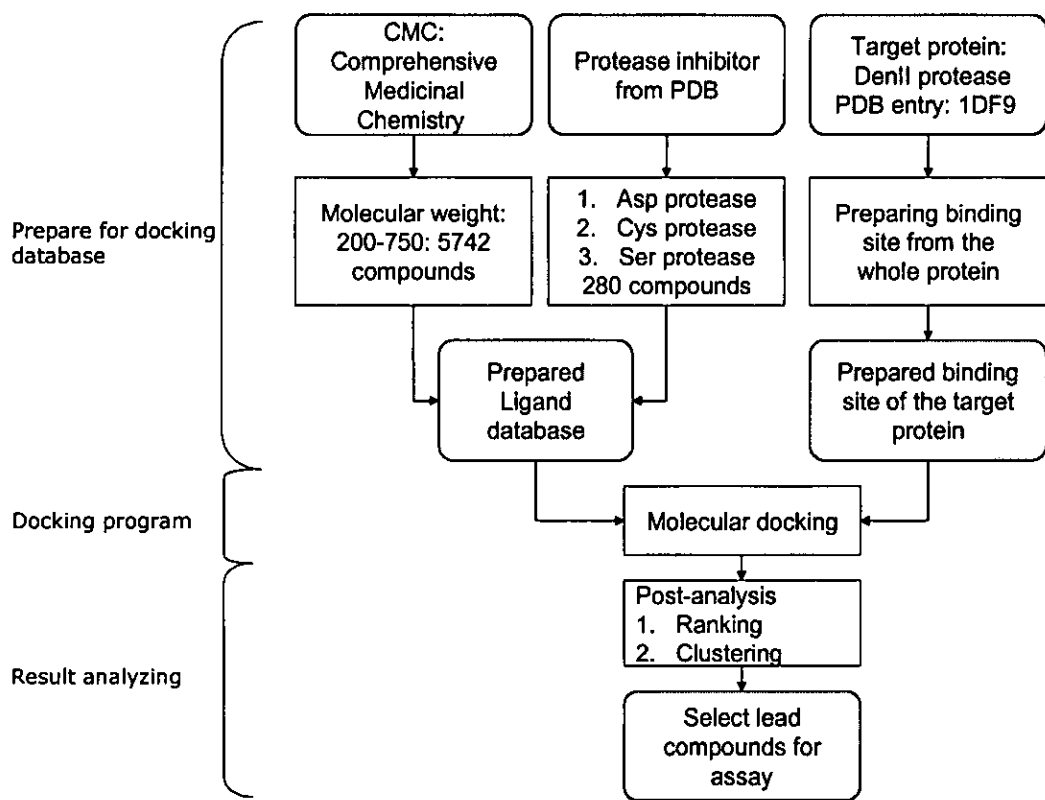 CMC:
Comprehensive
Medicinal
Chemistry
Protease inhibitor
from PDB
Target protein:
DenII protease
PDB entry: 1DF9
Prepare for docking
database
Molecular weight:
200-750: 5742
compounds
1. Asp protease
2. Cys protease
3. Ser protease
280 compounds
Preparing binding
site from the
whole protein
Prepared
Ligand
database
Prepared binding
site of the target
protein
Docking program
Molecular docking
Result analyzing
Post-analysis
1. Ranking
2. Clustering
Select lead
compounds for
assay